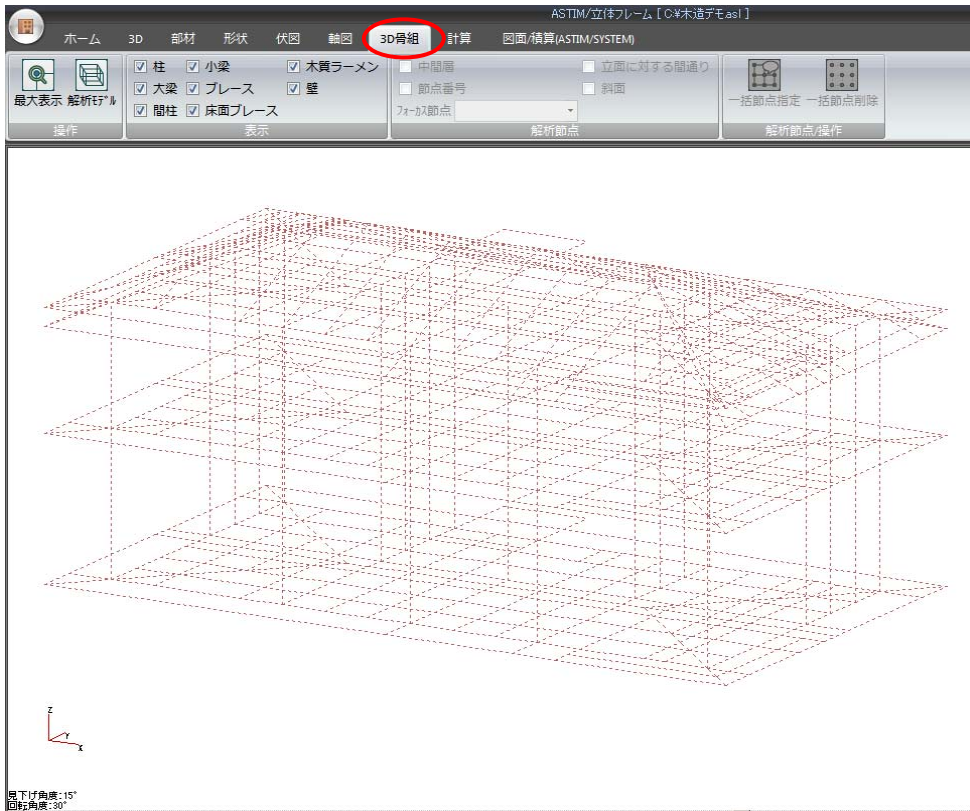 ASTIM/立体フレーム [ C:¥木造デモ.asl ]
ホーム 3D 部材 形状 伏図 軸図 3D骨組 計算 図面/積算(ASTIM/SYSTEM)
柱 小梁 木質ラーメン 中間層 立面に対する間通り
大梁 ブレース 壁 節点番号 斜面
最大表示 解析ﾓﾃﾞﾙ 一括節点指定 一括節点削除
間柱 床面ブレース ﾌｫｰｶｽ節点
操作 表示 解析節点 解析節点/操作
Z
Y
X
見下げ角度:15°
回転角度:30°